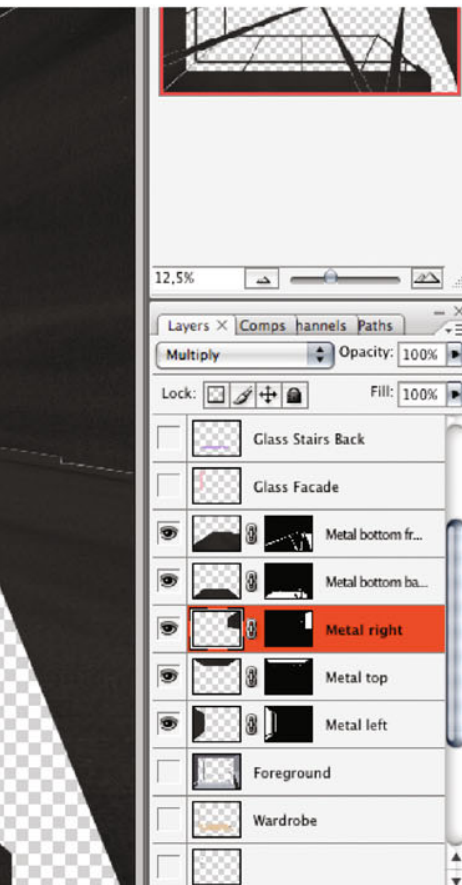 12,5%
Layers × Comps hannels Paths
Multiply Opacity: 100%
Lock: Fill: 100%
Glass Stairs Back
Glass Facade
Metal bottom fr...
Metal bottom ba...
Metal right
Metal top
Metal left
Foreground
Wardrobe